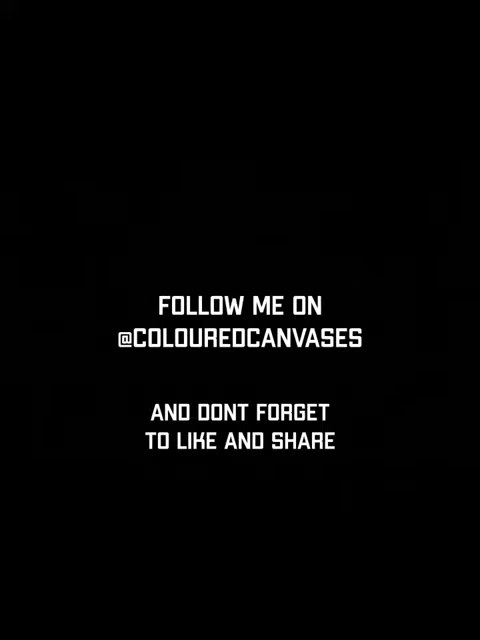 FOLLOW ME ON
@COLOUREDCANVASES
AND DONT FORGET
TO LIKE AND SHARE